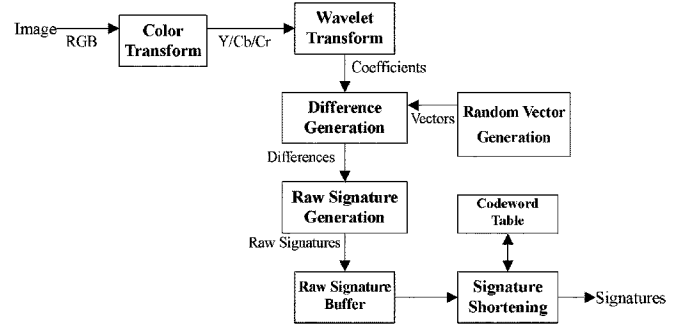 Image
RGB
Color
Transform
Y/Cb/Cr
Wavelet
Transform
Coefficients
Difference
Generation
Vectors
Random Vector
Generation
Differences
Raw Signature
Generation
Raw Signatures
Codeword
Table
Raw Signature
Buffer
Signature
Shortening
Signatures